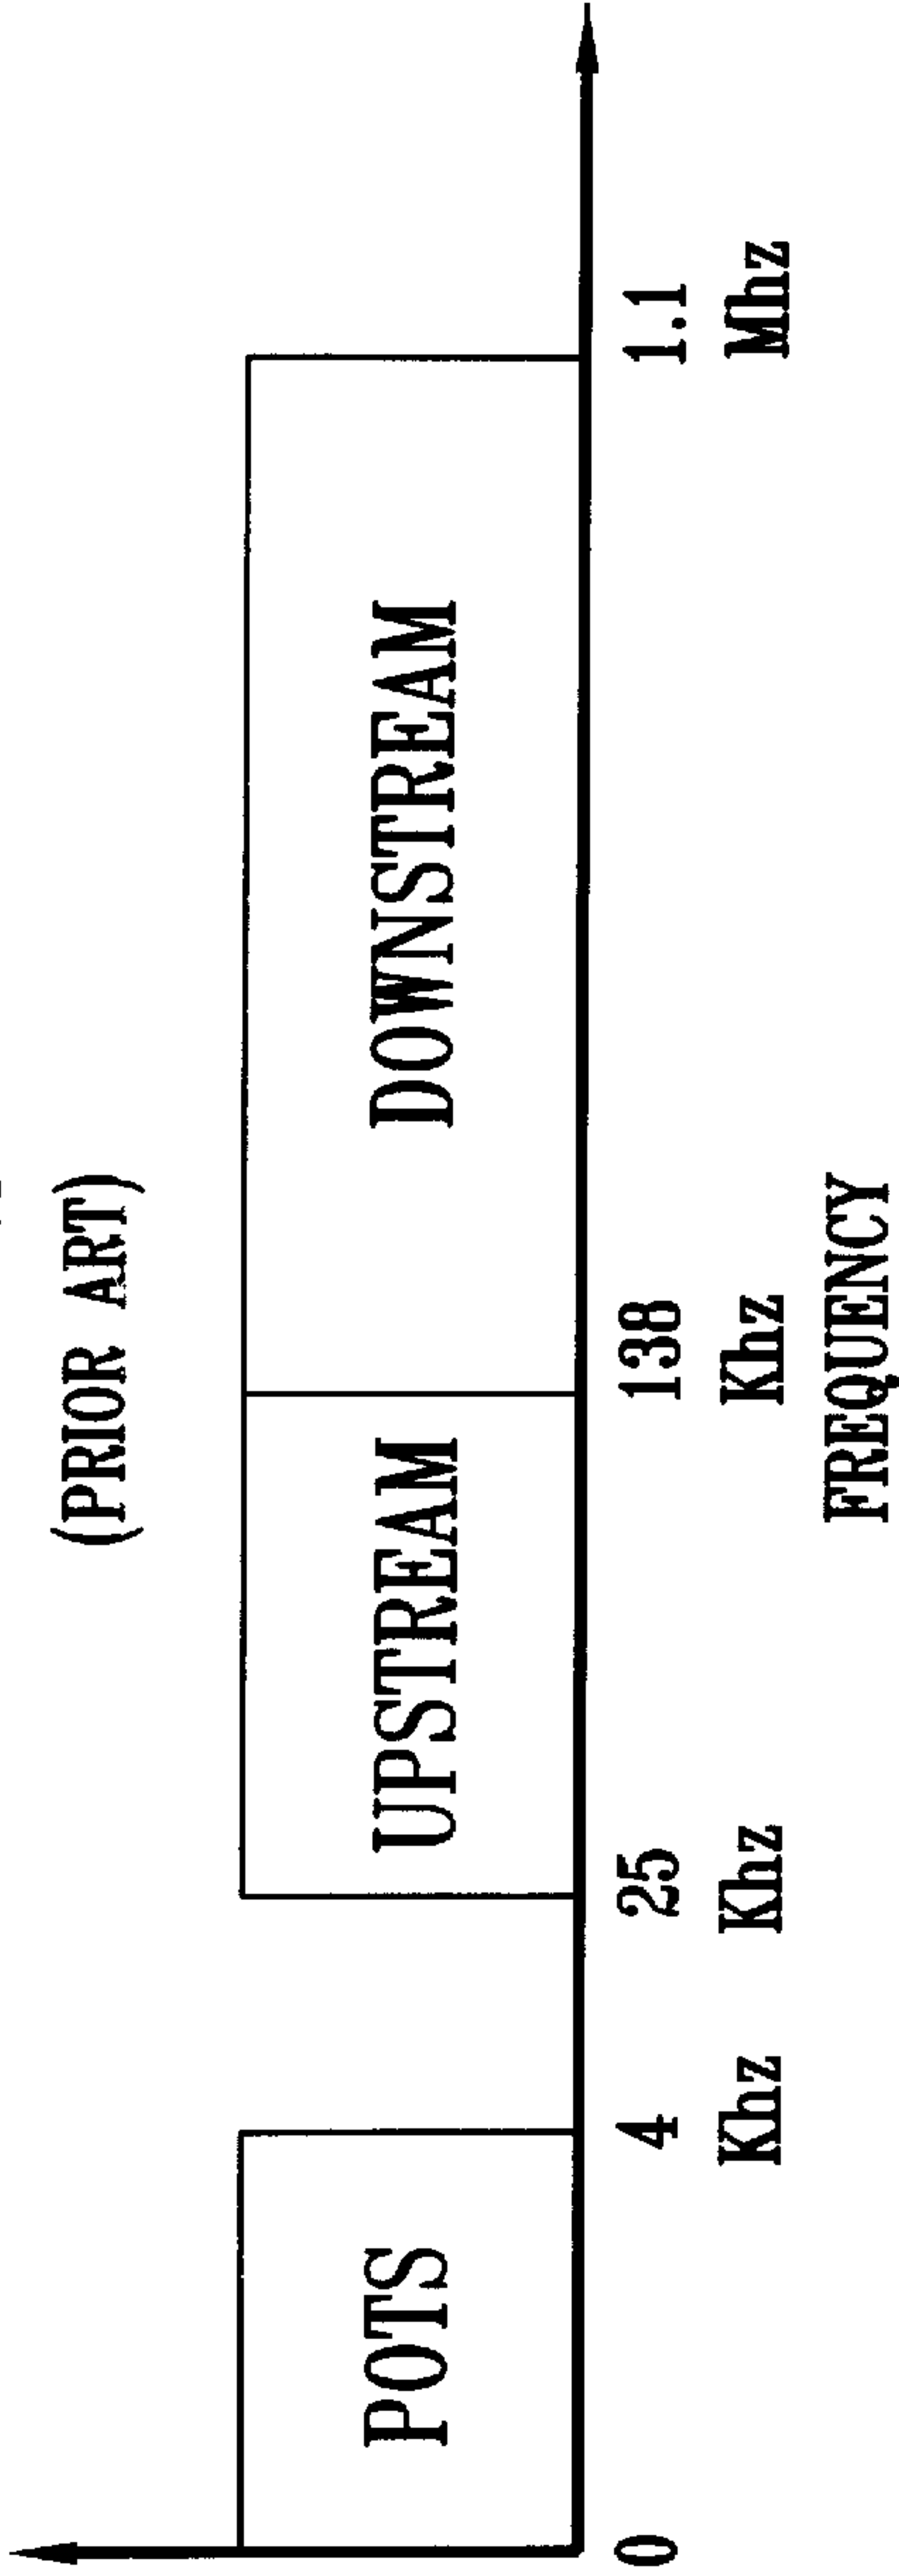 (PRIOR ART)
POTS
UPSTREAM
DOWNSTREAM
0
4
Khz
25
Khz
138
Khz
1.1
Mhz
FREQUENCY